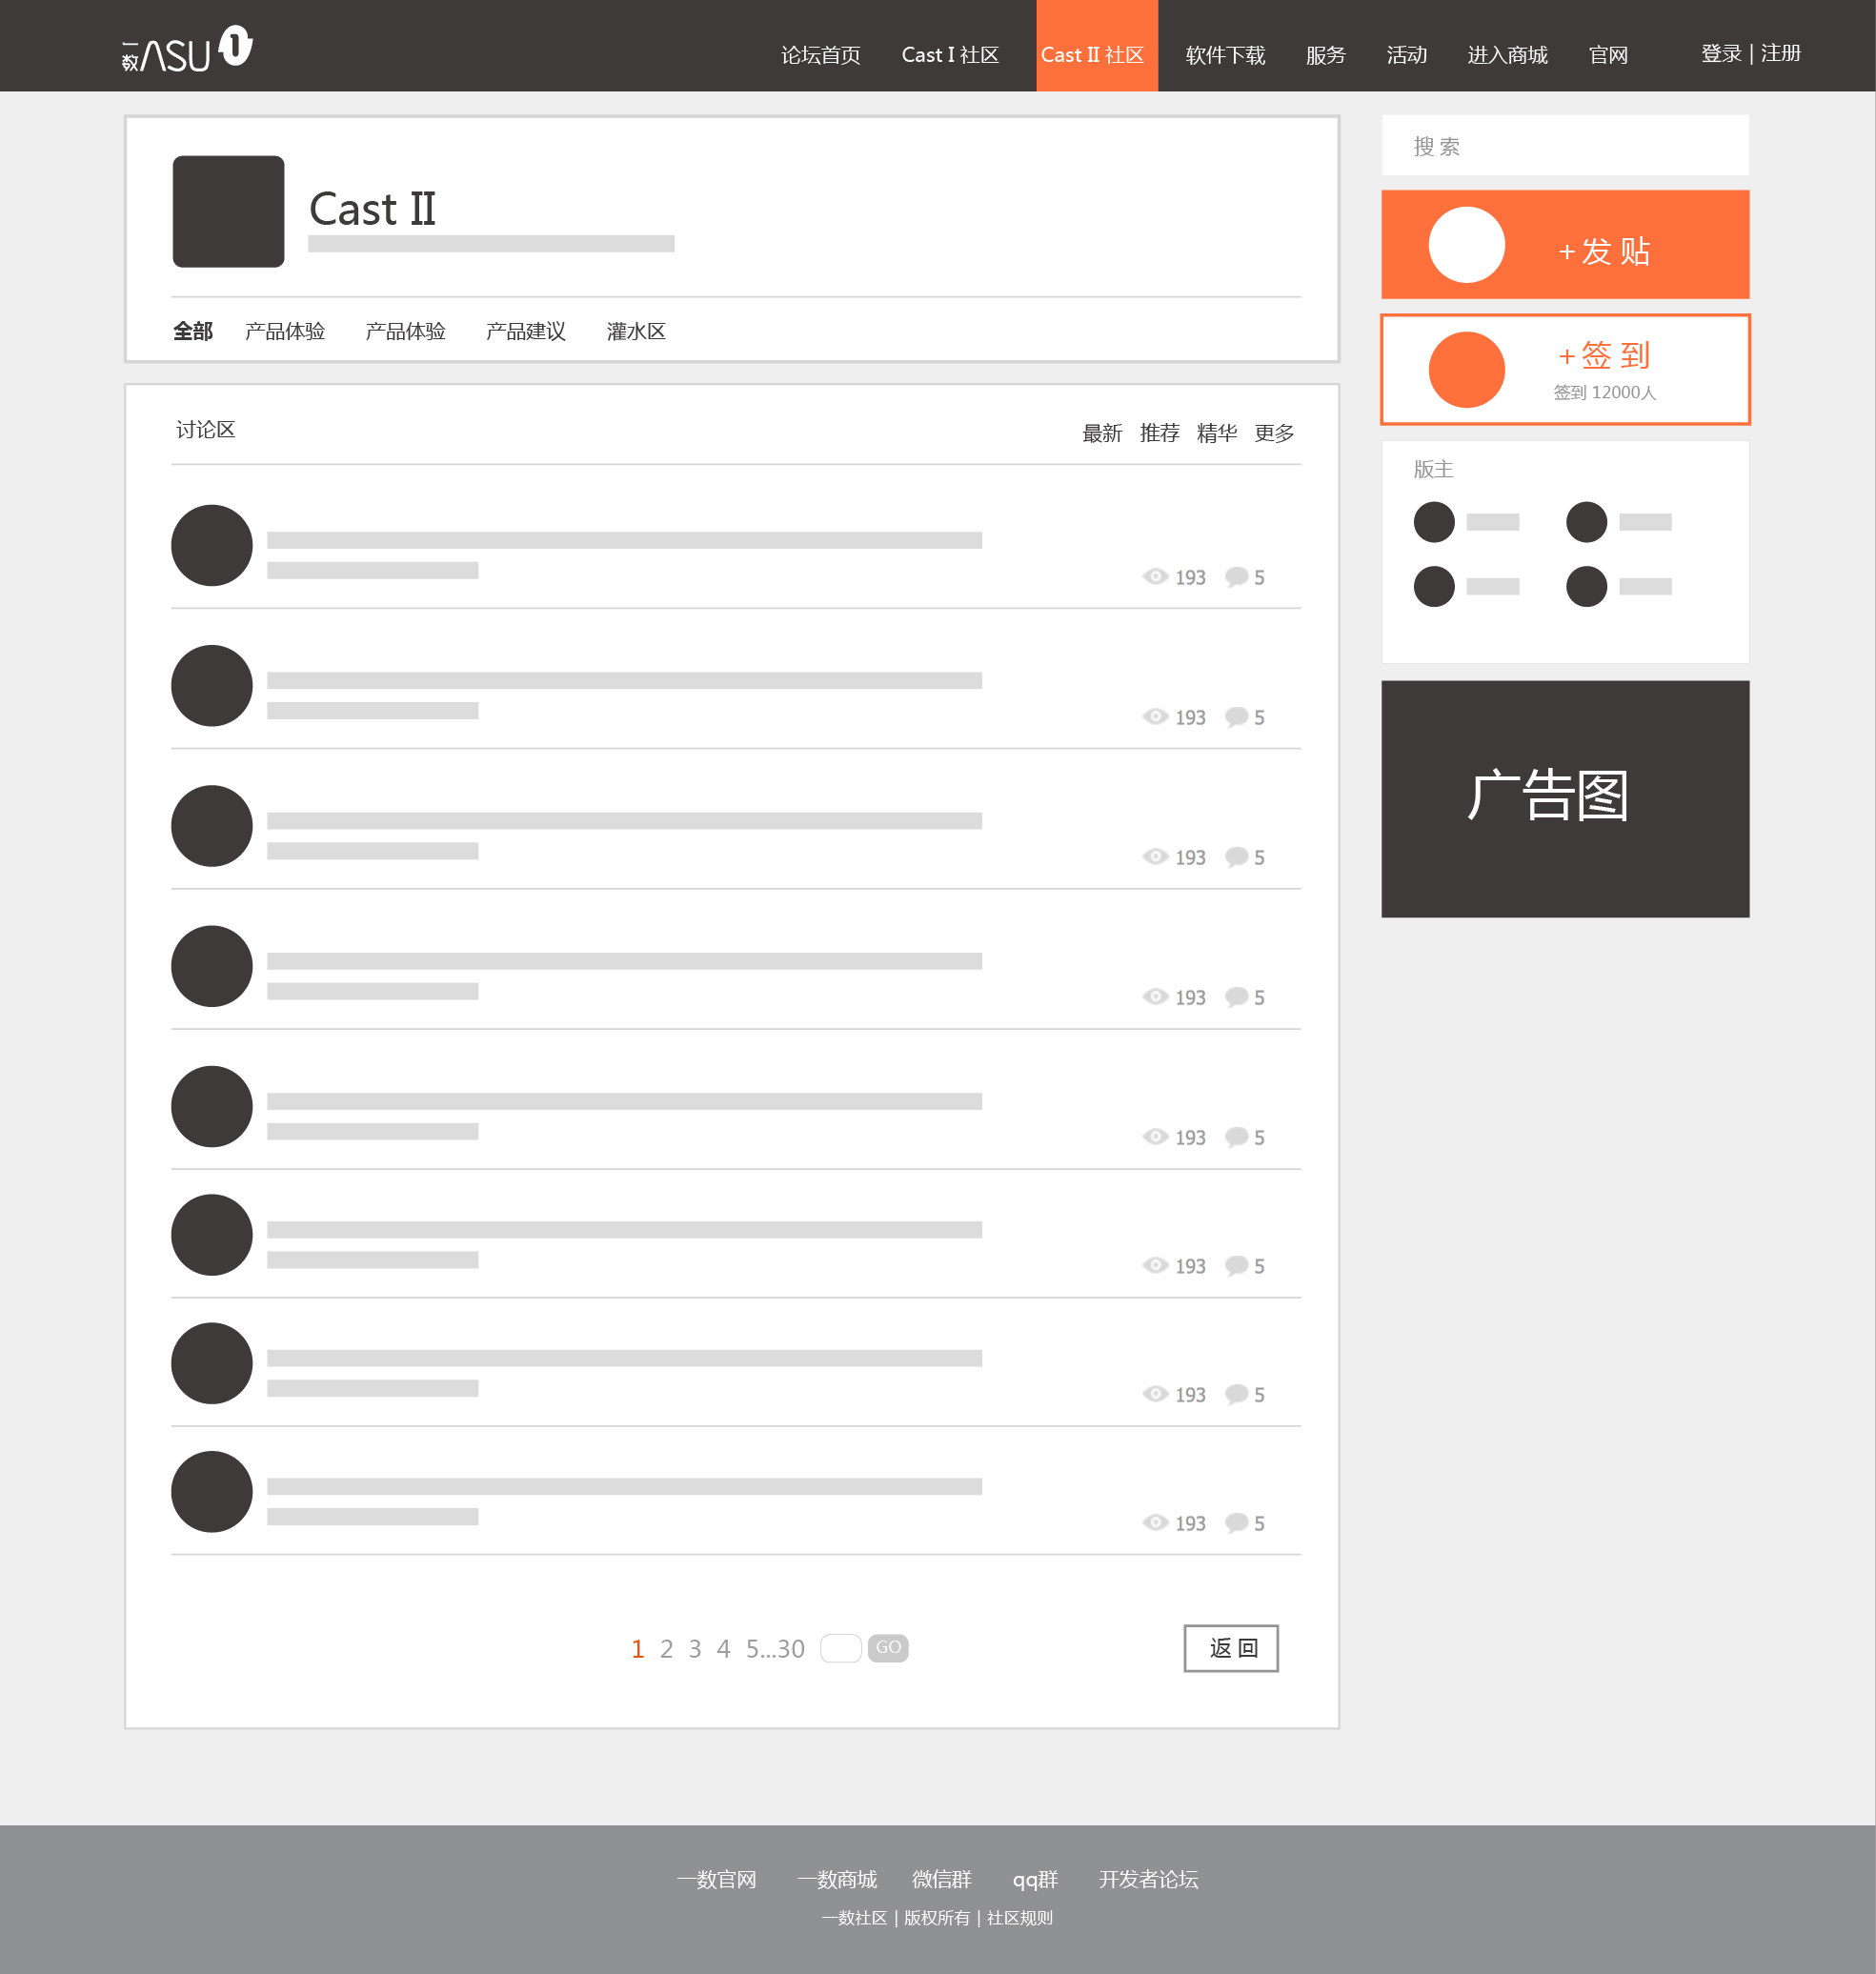 一数 ASU
论坛首页 Cast I 社区 Cast II 社区 软件下载 服务 活动 进入商城 官网 登录 | 注册
Cast II
全部 产品体验 产品体验 产品建议 灌水区
搜 索
+ 发 贴
+ 签 到
签到 12000人
版主
广告图
讨论区 最新 推荐 精华 更多
193 5
193 5
193 5
193 5
193 5
193 5
193 5
193 5
1 2 3 4 5...30 GO 返 回
一数官网 一数商城 微信群 qq群 开发者论坛
一数社区 | 版权所有 | 社区规则